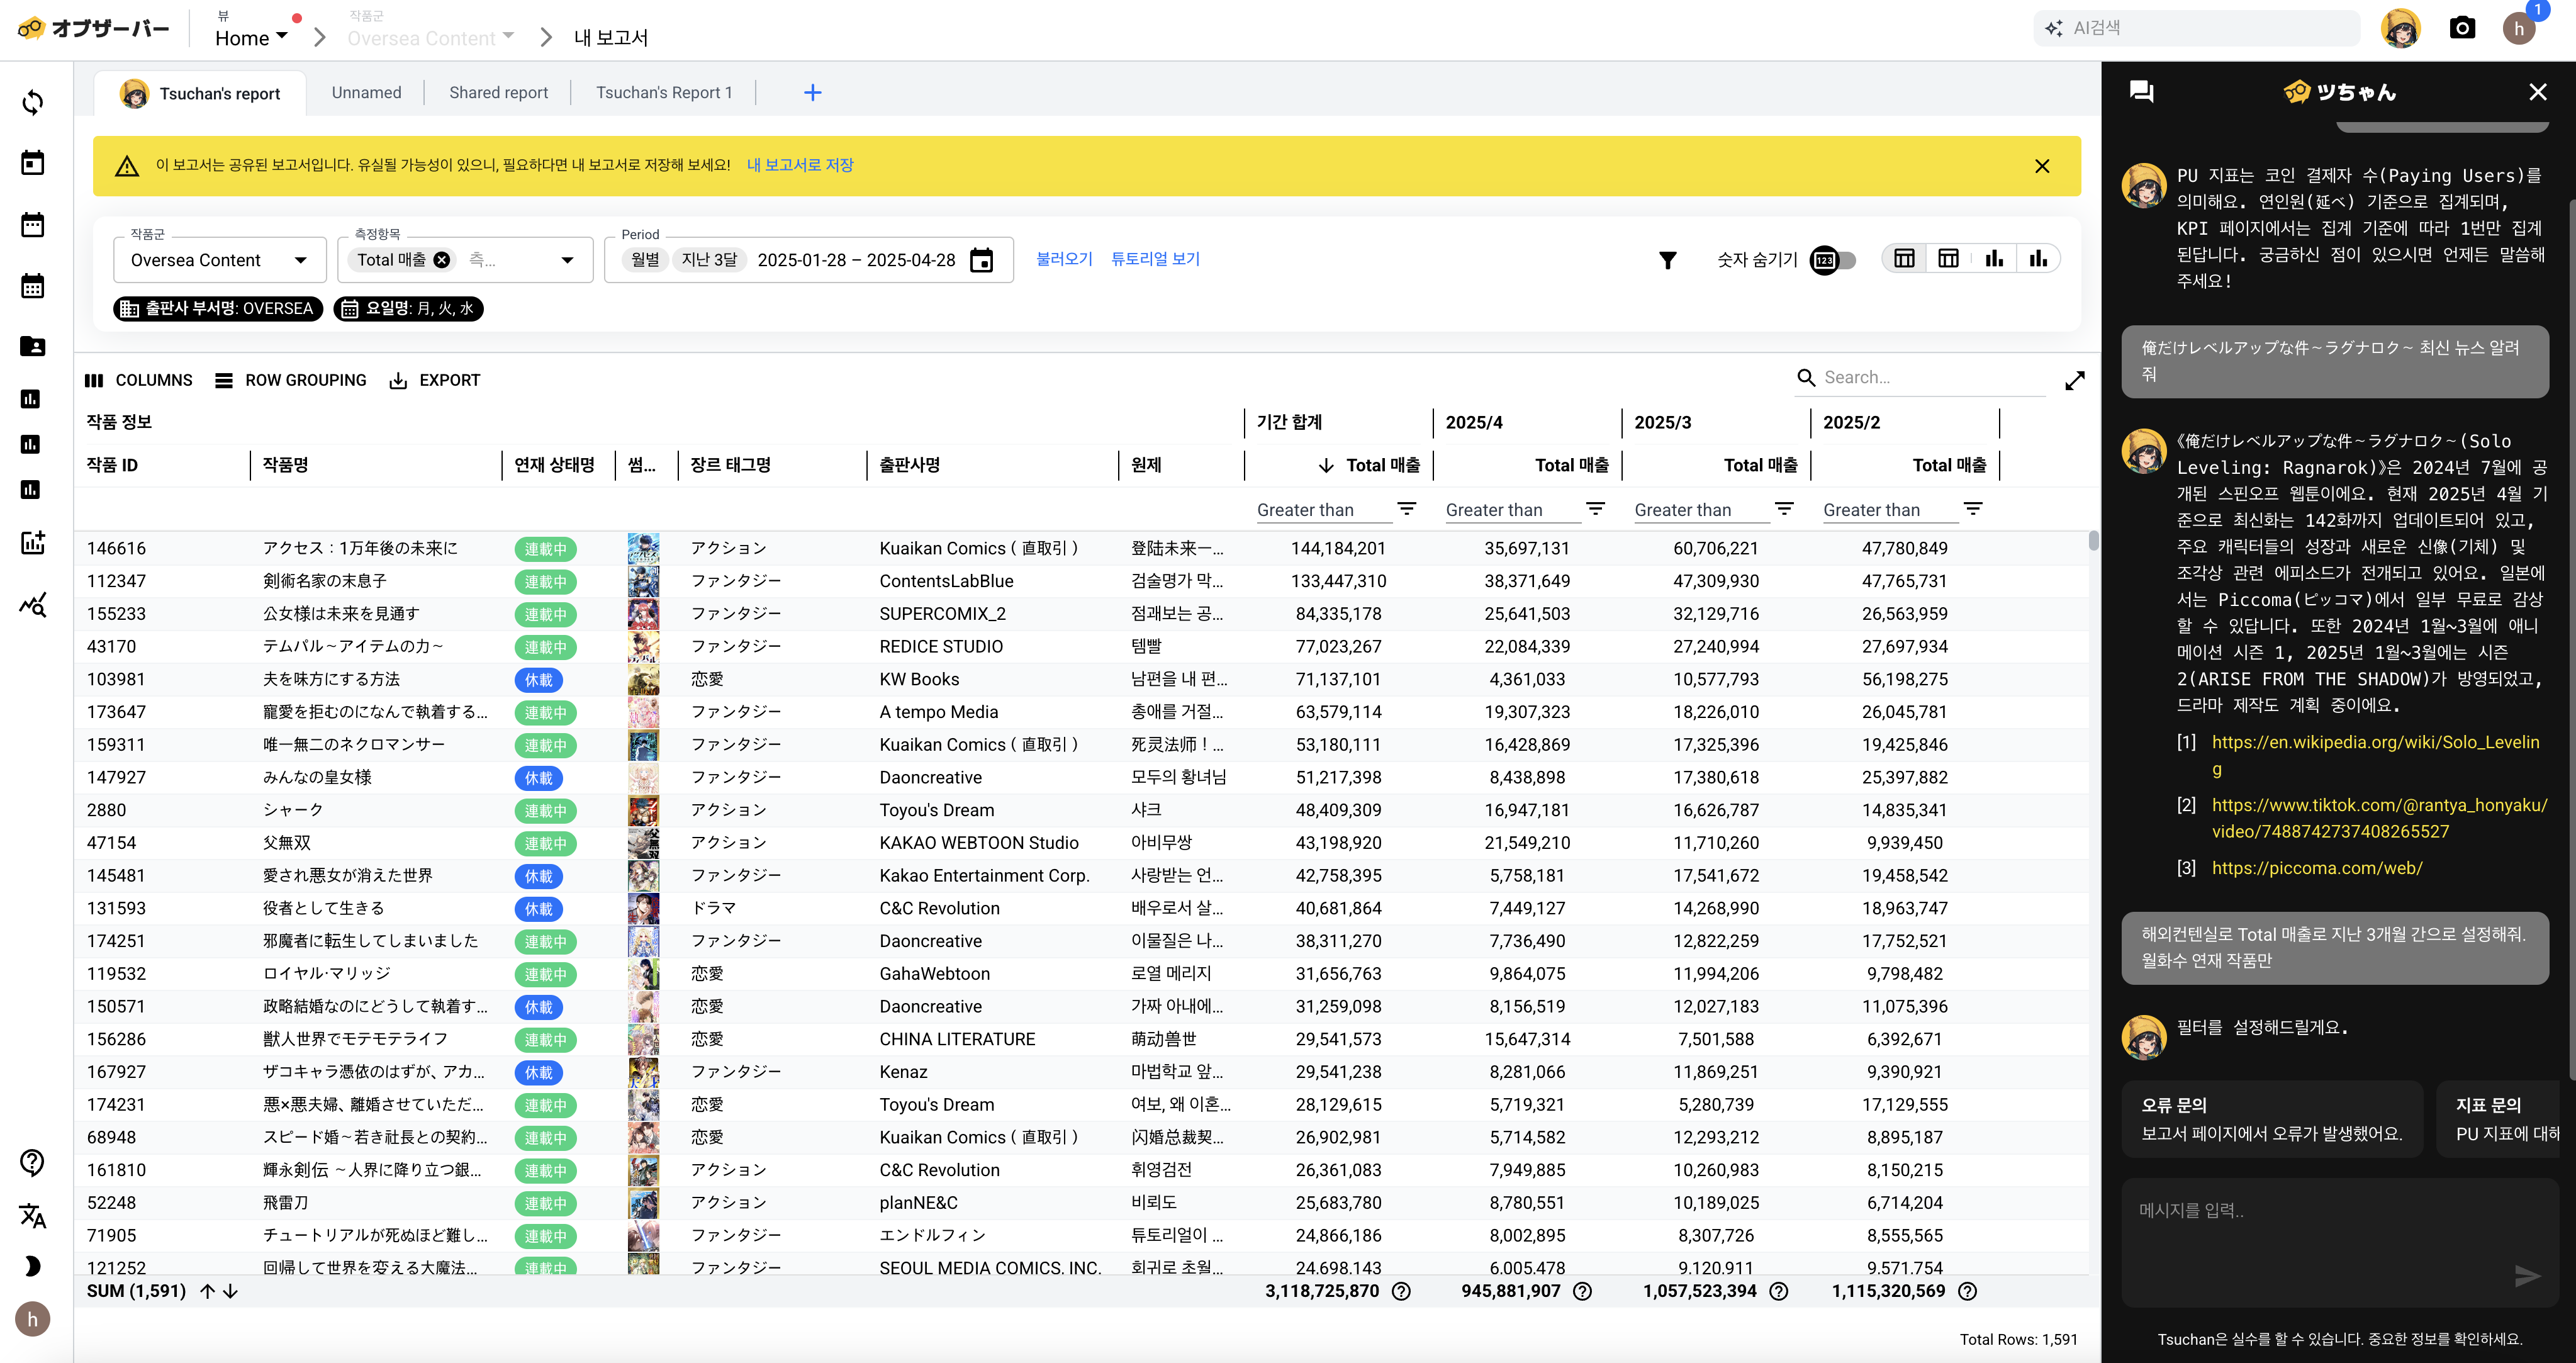 オブザーバー
뷰
Home
작품군
Oversea Content
내 보고서
AI검색
h
1
Tsuchan's report
Unnamed
Shared report
Tsuchan's Report 1
이 보고서는 공유된 보고서입니다. 유실될 가능성이 있으니, 필요하다면 내 보고서로 저장해 보세요! 내 보고서로 저장
작품군
Oversea Content
측정항목
Total 매출 측...
Period
월별 지난 3달 2025-01-28 – 2025-04-28
불러오기 튜토리얼 보기
숫자 숨기기 123
출판사 부서명: OVERSEA
요일명: 月, 火, 水
COLUMNS ROW GROUPING EXPORT
Search...
작품 정보 기간 합계 2025/4 2025/3 2025/2
작품 ID 작품명 연재 상태명 썸... 장르 태그명 출판사명 원제 Total 매출 Total 매출 Total 매출 Total 매출
Greater than Greater than Greater than Greater than
146616 アクセス：1万年後の未来に 連載中 アクション Kuaikan Comics ( 直取引 ) 登陆未来一... 144,184,201 35,697,131 60,706,221 47,780,849
112347 剣術名家の末息子 連載中 ファンタジー ContentsLabBlue 검술명가 막... 133,447,310 38,371,649 47,309,930 47,765,731
155233 公女様は未来を見通す 連載中 ファンタジー SUPERCOMIX_2 점괘보는 공... 84,335,178 25,641,503 32,129,716 26,563,959
43170 テムパル～アイテムの力～ 連載中 ファンタジー REDICE STUDIO 템빨 77,023,267 22,084,339 27,240,994 27,697,934
103981 夫を味方にする方法 休載 恋愛 KW Books 남편을 내 편... 71,137,101 4,361,033 10,577,793 56,198,275
173647 寵愛を拒むのになんで執着する... 連載中 ファンタジー A tempo Media 총애를 거절... 63,579,114 19,307,323 18,226,010 26,045,781
159311 唯一無二のネクロマンサー 連載中 ファンタジー Kuaikan Comics ( 直取引 ) 死灵法师！... 53,180,111 16,428,869 17,325,396 19,425,846
147927 みんなの皇女様 休載 ファンタジー Daoncreative 모두의 황녀님 51,217,398 8,438,898 17,380,618 25,397,882
2880 シャーク 連載中 アクション Toyou's Dream 샤크 48,409,309 16,947,181 16,626,787 14,835,341
47154 父無双 連載中 アクション KAKAO WEBTOON Studio 아비무쌍 43,198,920 21,549,210 11,710,260 9,939,450
145481 愛され悪女が消えた世界 休載 ファンタジー Kakao Entertainment Corp. 사랑받는 언... 42,758,395 5,758,181 17,541,672 19,458,542
131593 役者として生きる 休載 ドラマ C&C Revolution 배우로서 살... 40,681,864 7,449,127 14,268,990 18,963,747
174251 邪魔者に転生してしまいました 連載中 ファンタジー Daoncreative 이물질은 나... 38,311,270 7,736,490 12,822,259 17,752,521
119532 ロイヤル·マリッジ 連載中 恋愛 GahaWebtoon 로열 메리지 31,656,763 9,864,075 11,994,206 9,798,482
150571 政略結婚なのにどうして執着す... 休載 恋愛 Daoncreative 가짜 아내에... 31,259,098 8,156,519 12,027,183 11,075,396
156286 獣人世界でモテモテライフ 連載中 恋愛 CHINA LITERATURE 萌动兽世 29,541,573 15,647,314 7,501,588 6,392,671
167927 ザコキャラ憑依のはずが、アカ... 休載 ファンタジー Kenaz 마법학교 앞... 29,541,238 8,281,066 11,869,251 9,390,921
174231 悪×悪夫婦、離婚させていただ... 連載中 恋愛 Toyou's Dream 여보, 왜 이혼... 28,129,615 5,719,321 5,280,739 17,129,555
68948 スピード婚～若き社長との契約... 連載中 恋愛 Kuaikan Comics ( 直取引 ) 闪婚总裁契... 26,902,981 5,714,582 12,293,212 8,895,187
161810 輝永剣伝 ～人界に降り立つ銀... 連載中 アクション C&C Revolution 휘영검전 26,361,083 7,949,885 10,260,983 8,150,215
52248 飛雷刀 連載中 アクション planNE&C 비뢰도 25,683,780 8,780,551 10,189,025 6,714,204
71905 チュートリアルが死ぬほど難し... 連載中 ファンタジー エンドルフィン 튜토리얼이 ... 24,866,186 8,002,895 8,307,726 8,555,565
121252 回帰して世界を変える大魔法... 連載中 ファンタジー SEOUL MEDIA COMICS. INC. 회귀로 초월... 24,698,143 6,005,478 9,120,911 9,571,754
SUM (1,591) 3,118,725,870 945,881,907 1,057,523,394 1,115,320,569
Total Rows: 1,591
h
ツちゃん
PU 지표는 코인 결제자 수(Paying Users)를
의미해요. 연인원(延べ) 기준으로 집계되며,
KPI 페이지에서는 집계 기준에 따라 1번만 집계
된답니다. 궁금하신 점이 있으시면 언제든 말씀해
주세요!
俺だけレベルアップな件～ラグナロク～ 최신 뉴스 알려
줘
《俺だけレベルアップな件～ラグナロク～(Solo
Leveling: Ragnarok)》은 2024년 7월에 공
개된 스핀오프 웹툰이에요. 현재 2025년 4월 기
준으로 최신화는 142화까지 업데이트되어 있고,
주요 캐릭터들의 성장과 새로운 신像(기체) 및
조각상 관련 에피소드가 전개되고 있어요. 일본에
서는 Piccoma(ピッコマ)에서 일부 무료로 감상
할 수 있답니다. 또한 2024년 1월~3월에 애니
메이션 시즌 1, 2025년 1월~3월에는 시즌
2(ARISE FROM THE SHADOW)가 방영되었고,
드라마 제작도 계획 중이에요.
[1] https://en.wikipedia.org/wiki/Solo_Levelin
g
[2] https://www.tiktok.com/@rantya_honyaku/
video/7488742737408265527
[3] https://piccoma.com/web/
해외컨텐실로 Total 매출로 지난 3개월 간으로 설정해줘.
월화수 연재 작품만
필터를 설정해드릴게요.
오류 문의
보고서 페이지에서 오류가 발생했어요.
지표 문의
PU 지표에 대해
메시지를 입력..
Tsuchan은 실수를 할 수 있습니다. 중요한 정보를 확인하세요.